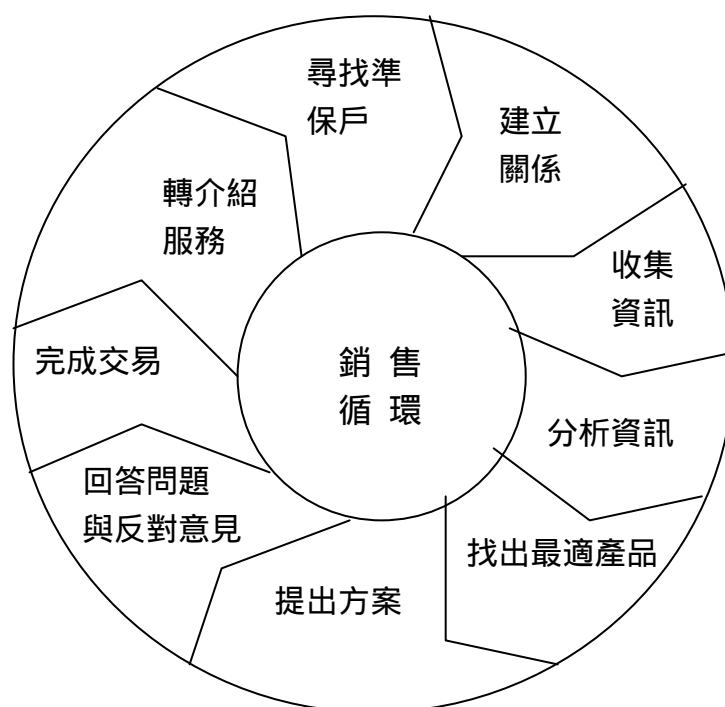 尋找準
保戶
建立
關係
收集
資訊
分析資訊
找出最適產品
提出方案
回答問題
與反對意見
完成交易
轉介紹
服務
銷 售
循 環